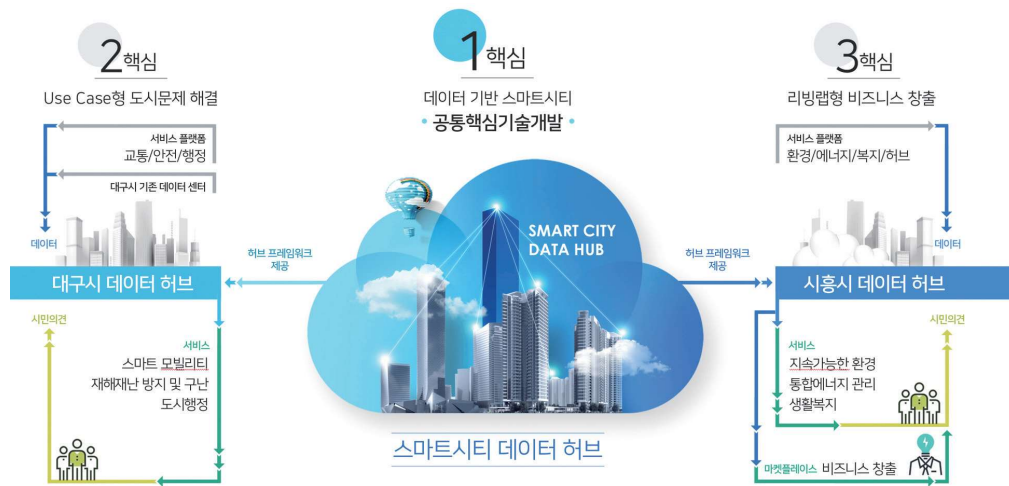 2핵심
Use Case형 도시문제 해결
서비스 플랫폼
교통/안전/행정
대구시 기존 데이터 센터
데이터
대구시 데이터 허브
시민의견
서비스
스마트 모빌리티
재해재난 방지 및 구난
도시행정
1핵심
데이터 기반 스마트시티
• 공통핵심기술개발 •
SMART CITY
DATA HUB
허브 프레임워크
제공
허브 프레임워크
제공
스마트시티 데이터 허브
3핵심
리빙랩형 비즈니스 창출
서비스 플랫폼
환경/에너지/복지/허브
데이터
시흥시 데이터 허브
시민의견
서비스
지속가능한 환경
통합에너지 관리
생활복지
마켓플레이스 비즈니스 창출